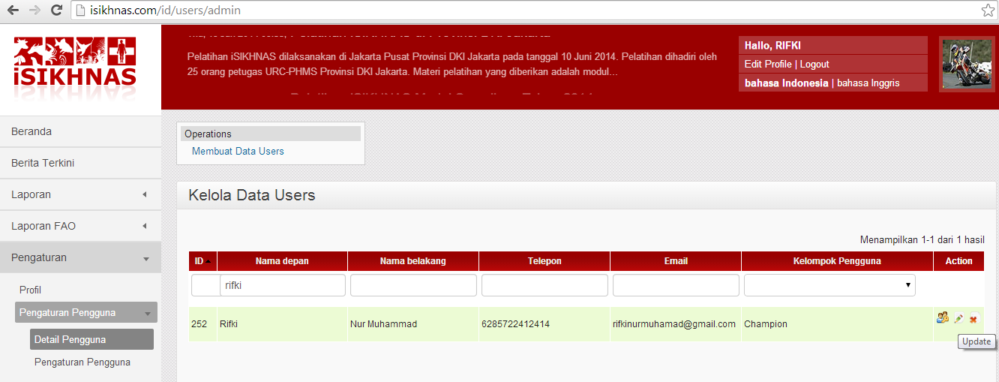 isikhnas.com/id/users/admin
iSIKHNAS
Pelatihan iSIKHNAS dilaksanakan di Jakarta Pusat Provinsi DKI Jakarta pada tanggal 10 Juni 2014. Pelatihan dihadiri oleh
25 orang petugas URC-PHMS Provinsi DKI Jakarta. Materi pelatihan yang diberikan adalah modul...
Hallo, RIFKI
Edit Profile | Logout
bahasa Indonesia | bahasa Inggris
Beranda
Berita Terkini
Laporan
Laporan FAO
Pengaturan
Profil
Pengaturan Pengguna
Detail Pengguna
Pengaturan Pengguna
Operations
Membuat Data Users
Kelola Data Users
Menampilkan 1-1 dari 1 hasil
ID Nama depan Nama belakang Telepon Email Kelompok Pengguna Action
rifki
252 Rifki Nur Muhammad 6285722412414 rifkinurmuhamad@gmail.com Champion
Update